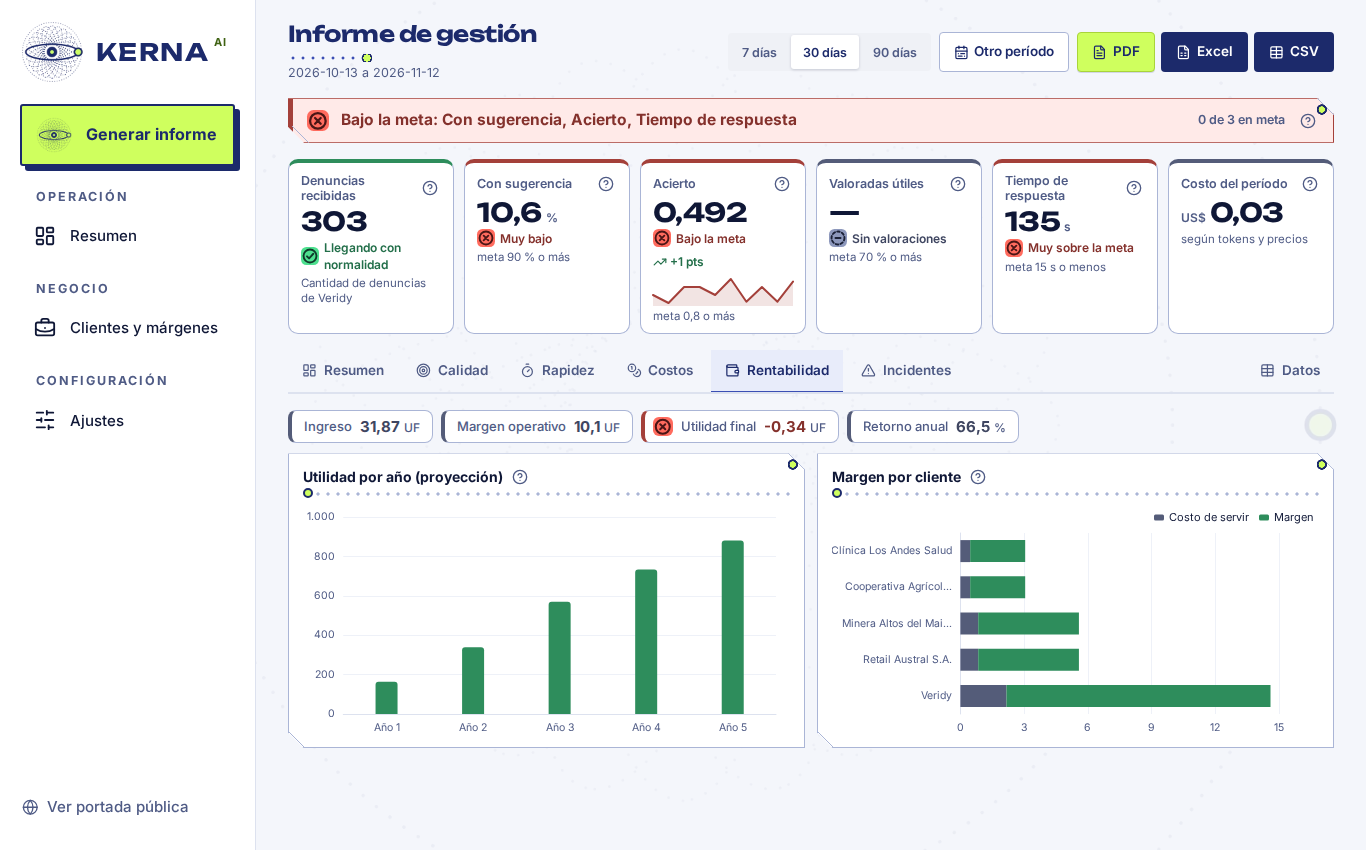 KERNA AI
Generar informe
OPERACIÓN
Resumen
NEGOCIO
Clientes y márgenes
CONFIGURACIÓN
Ajustes
Ver portada pública
Informe de gestión
2026-10-13 a 2026-11-12
7 días
30 días
90 días
Otro período
PDF
Excel
CSV
Bajo la meta: Con sugerencia, Acierto, Tiempo de respuesta
0 de 3 en meta
Denuncias
recibidas
303
Llegando con
normalidad
Cantidad de denuncias
de Veridy
Con sugerencia
10,6 %
Muy bajo
meta 90 % o más
Acierto
0,492
Bajo la meta
+1 pts
meta 0,8 o más
Valoradas útiles
—
Sin valoraciones
meta 70 % o más
Tiempo de
respuesta
135 s
Muy sobre la meta
meta 15 s o menos
Costo del período
US$ 0,03
según tokens y precios
Resumen
Calidad
Rapidez
Costos
Rentabilidad
Incidentes
Datos
Ingreso 31,87 UF
Margen operativo 10,1 UF
Utilidad final -0,34 UF
Retorno anual 66,5 %
Utilidad por año (proyección)
1.000
800
600
400
200
0
Año 1
Año 2
Año 3
Año 4
Año 5
Margen por cliente
Costo de servir
Margen
Clínica Los Andes Salud
Cooperativa Agrícol...
Minera Altos del Mai...
Retail Austral S.A.
Veridy
0
3
6
9
12
15